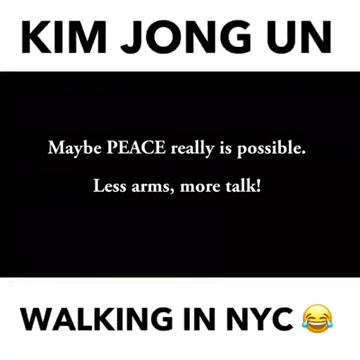 KIM JONG UN
Maybe PEACE really is possible.
Less arms, more talk!
WALKING IN NYC 😂